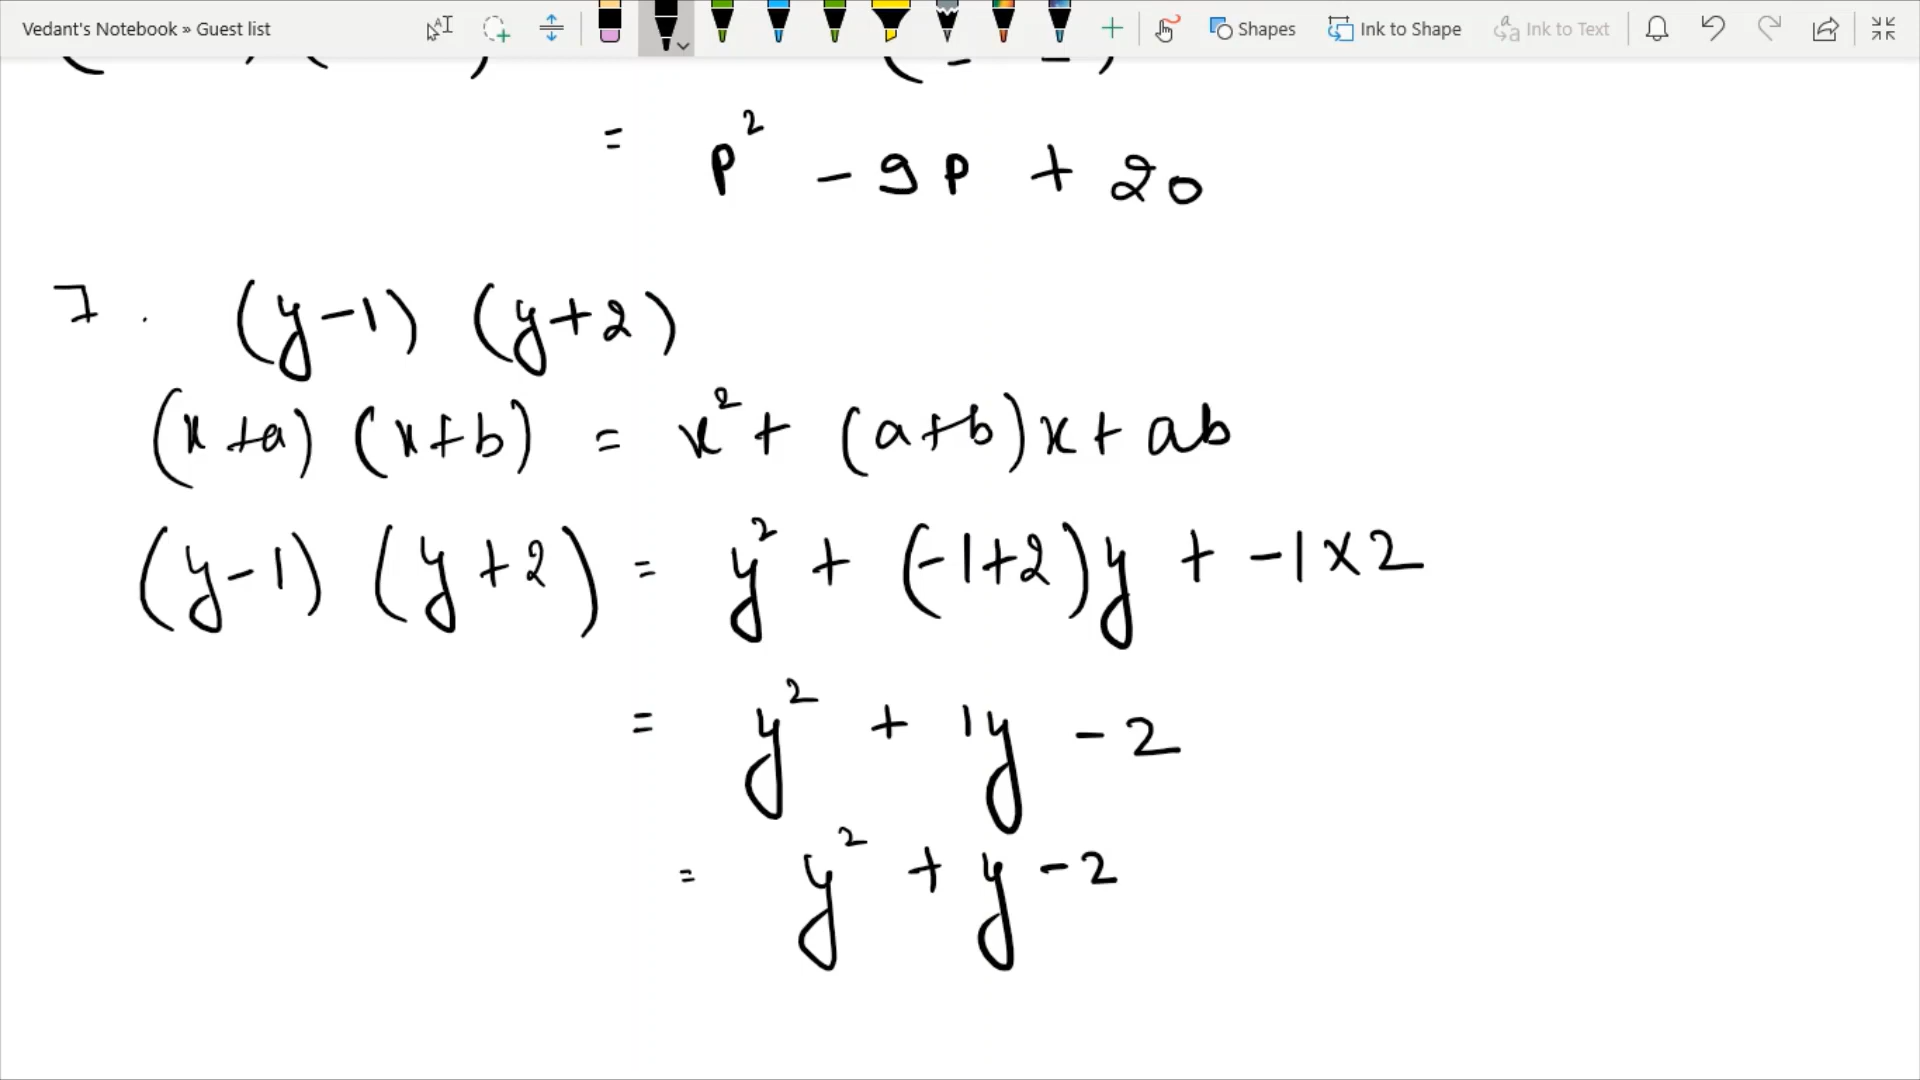 Vedant's Notebook » Guest list Shapes Ink to Shape Ink to Text
= p² - 9p + 20
7. (y-1) (y+2)
(x+a) (x+b) = x² + (a+b)x + ab
(y-1) (y+2) = y² + (-1+2)y + -1×2
= y² + 1y - 2
= y² + y - 2